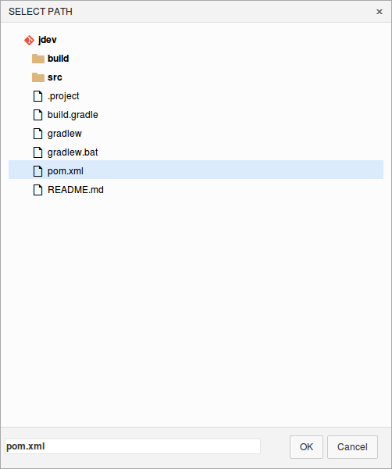 SELECT PATH
jdev
build
src
.project
build.gradle
gradlew
gradlew.bat
pom.xml
README.md
pom.xml
OK
Cancel